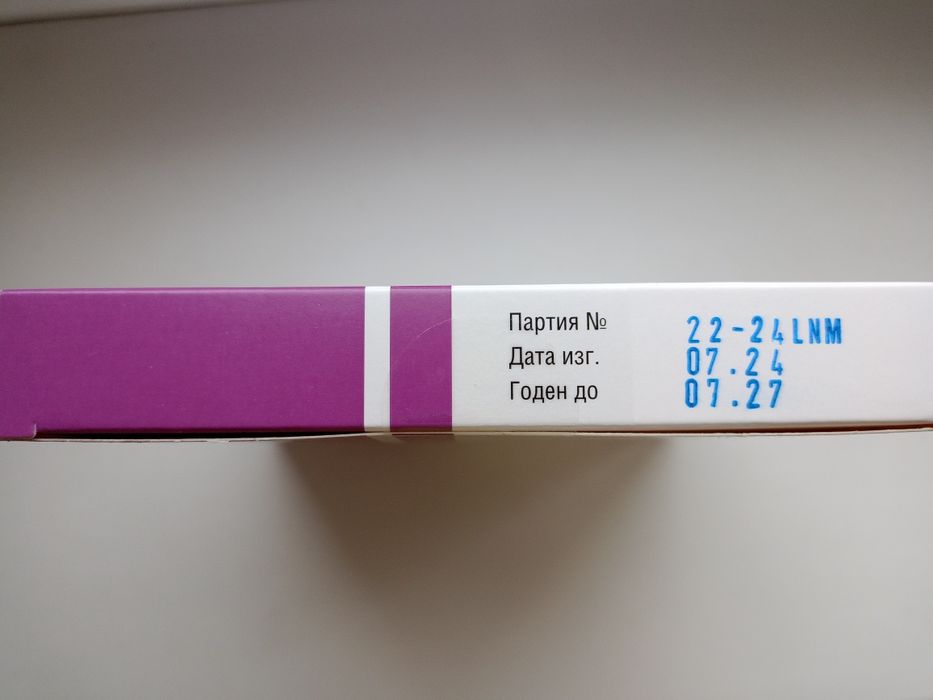 Партия № 22-24LNM
Дата изг. 07.24
Годен до 07.27